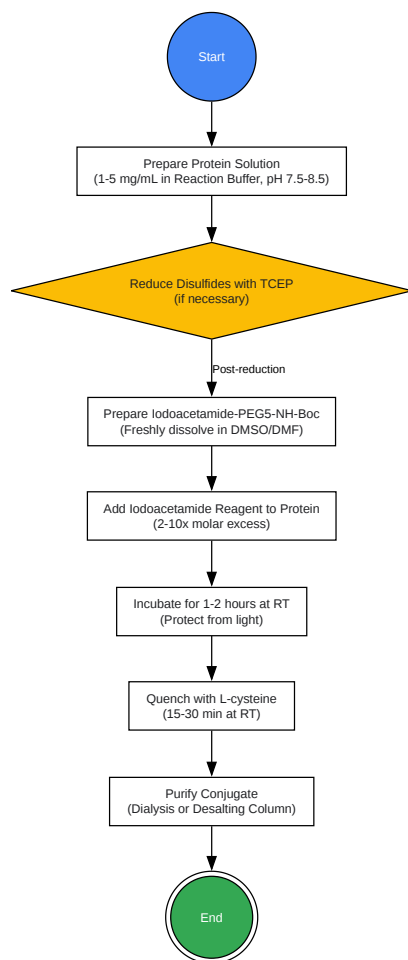 Start
Prepare Protein Solution
(1-5 mg/mL in Reaction Buffer, pH 7.5-8.5)
Reduce Disulfides with TCEP
(if necessary)
Post-reduction
Prepare Iodoacetamide-PEG5-NH-Boc
(Freshly dissolve in DMSO/DMF)
Add Iodoacetamide Reagent to Protein
(2-10x molar excess)
Incubate for 1-2 hours at RT
(Protect from light)
Quench with L-cysteine
(15-30 min at RT)
Purify Conjugate
(Dialysis or Desalting Column)
End